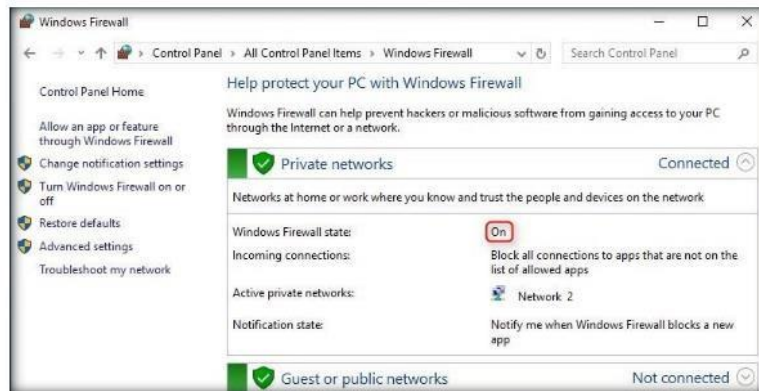 Windows Firewall
Control Panel > All Control Panel Items > Windows Firewall
Search Control Panel
Control Panel Home
Allow an app or feature
through Windows Firewall
Change notification settings
Turn Windows Firewall on or
off
Restore defaults
Advanced settings
Troubleshoot my network
Help protect your PC with Windows Firewall
Windows Firewall can help prevent hackers or malicious software from gaining access to your PC
through the Internet or a network.
Private networks Connected
Networks at home or work where you know and trust the people and devices on the network
Windows Firewall state: On
Incoming connections: Block all connections to apps that are not on the
list of allowed apps
Active private networks: Network 2
Notification state: Notify me when Windows Firewall blocks a new
app
Guest or public networks Not connected